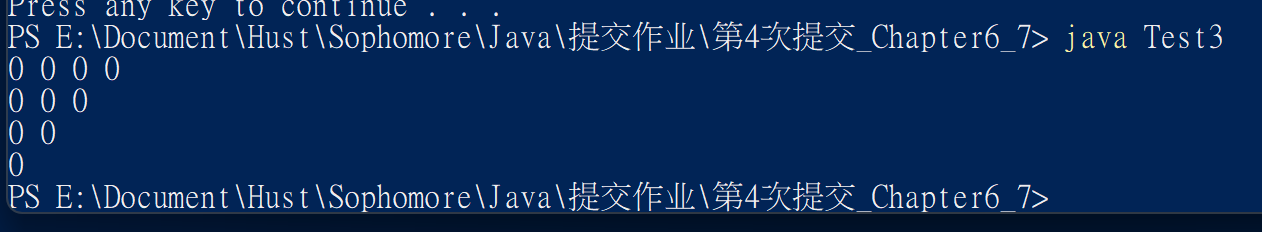 Press any key to continue . . .
PS E:\Document\Hust\Sophomore\Java\提交作业\第4次提交_Chapter6_7> java Test3
0 0 0 0
0 0 0
0 0
0
PS E:\Document\Hust\Sophomore\Java\提交作业\第4次提交_Chapter6_7>